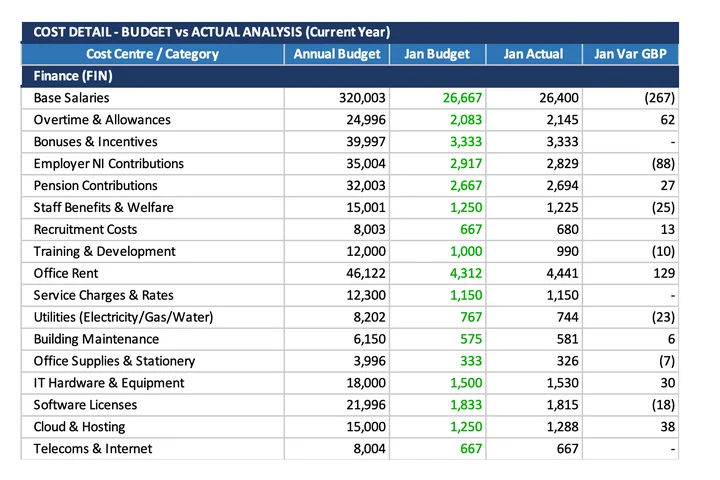 COST DETAIL - BUDGET vs ACTUAL ANALYSIS (Current Year)
Cost Centre / Category Annual Budget Jan Budget Jan Actual Jan Var GBP
Finance (FIN)
Base Salaries 320,003 26,667 26,400 (267)
Overtime & Allowances 24,996 2,083 2,145 62
Bonuses & Incentives 39,997 3,333 3,333 -
Employer NI Contributions 35,004 2,917 2,829 (88)
Pension Contributions 32,003 2,667 2,694 27
Staff Benefits & Welfare 15,001 1,250 1,225 (25)
Recruitment Costs 8,003 667 680 13
Training & Development 12,000 1,000 990 (10)
Office Rent 46,122 4,312 4,441 129
Service Charges & Rates 12,300 1,150 1,150 -
Utilities (Electricity/Gas/Water) 8,202 767 744 (23)
Building Maintenance 6,150 575 581 6
Office Supplies & Stationery 3,996 333 326 (7)
IT Hardware & Equipment 18,000 1,500 1,530 30
Software Licenses 21,996 1,833 1,815 (18)
Cloud & Hosting 15,000 1,250 1,288 38
Telecoms & Internet 8,004 667 667 -